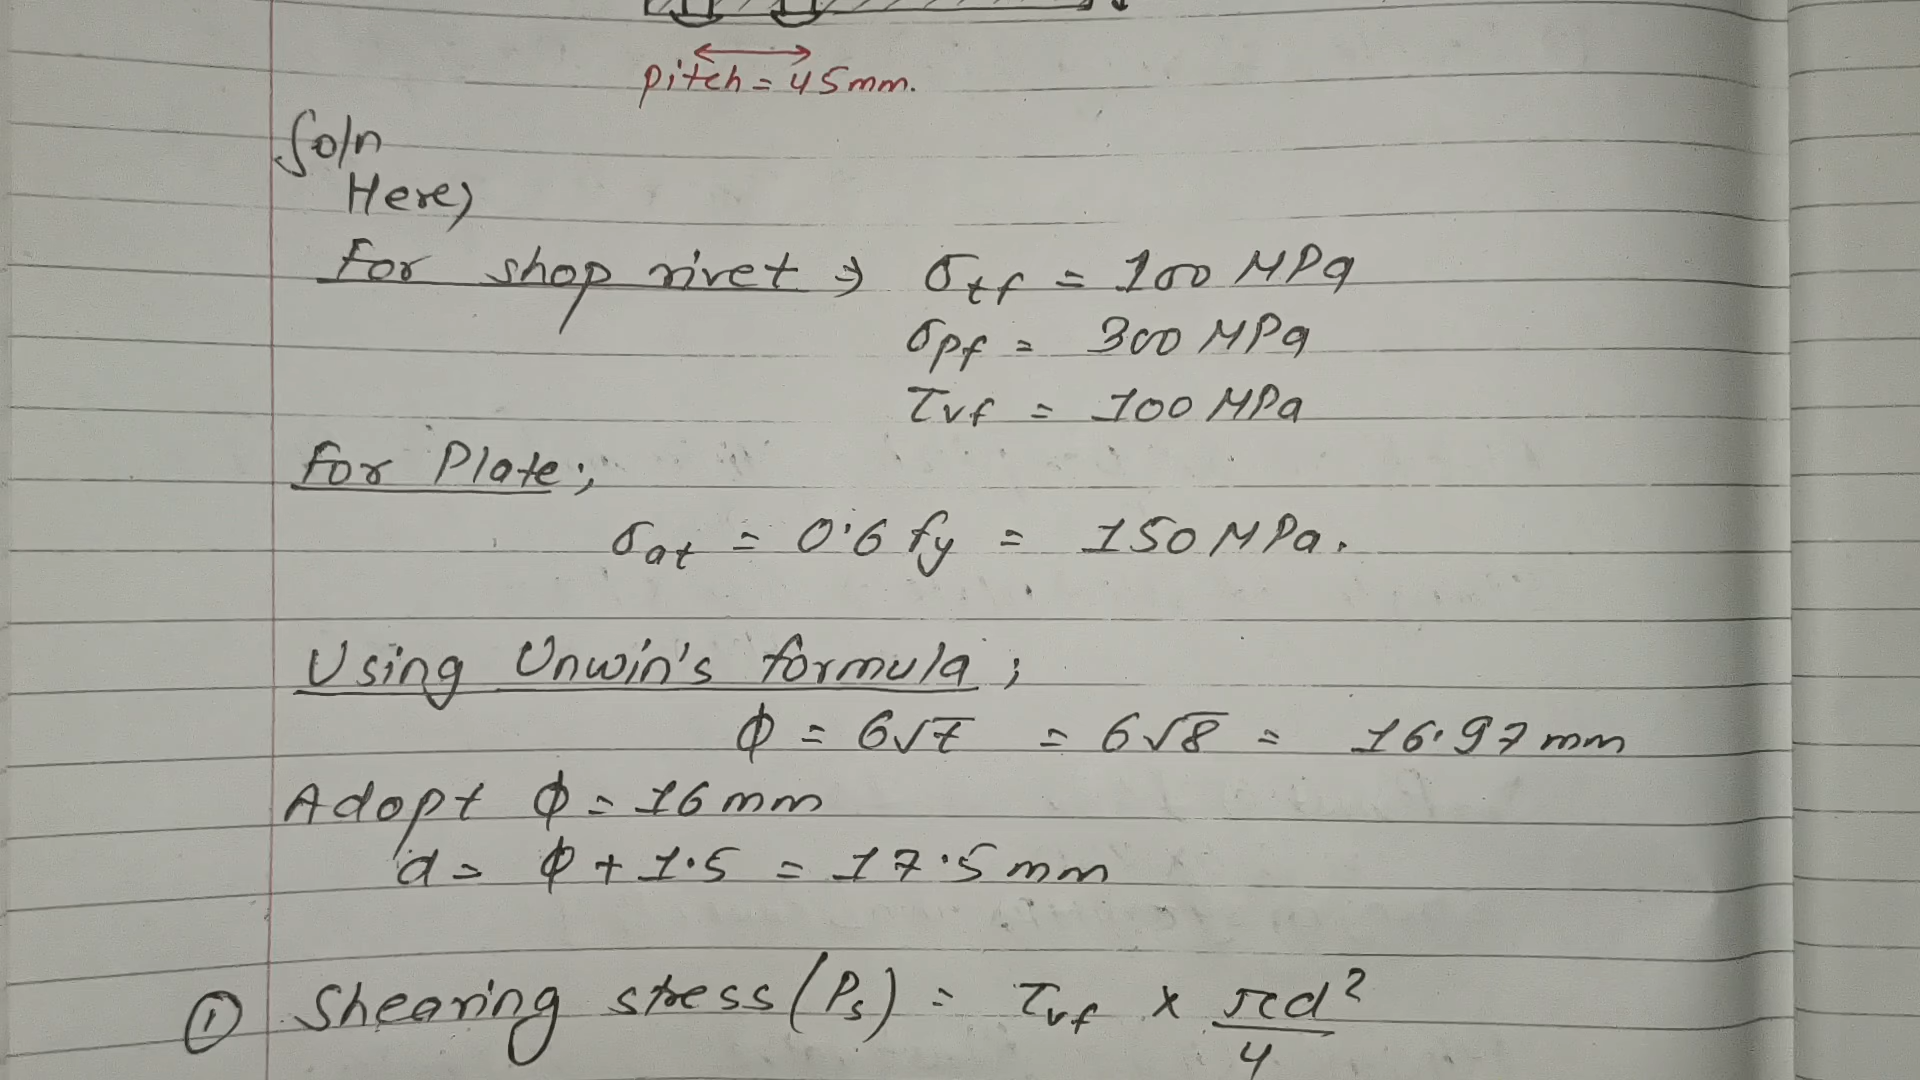 pitch = 45mm.
Soln
Here,
For shop rivet ⇒ σtf = 100 MPa
σpf = 300 MPa
τvf = 100 MPa
For Plate;
σat = 0.6 fy = 150 MPa.
Using Unwin's formula;
ϕ = 6√t = 6√8 = 16.97 mm
Adopt ϕ = 16 mm
d = ϕ + 1.5 = 17.5 mm
① Shearing stress (Ps) = τvf × πd²/4